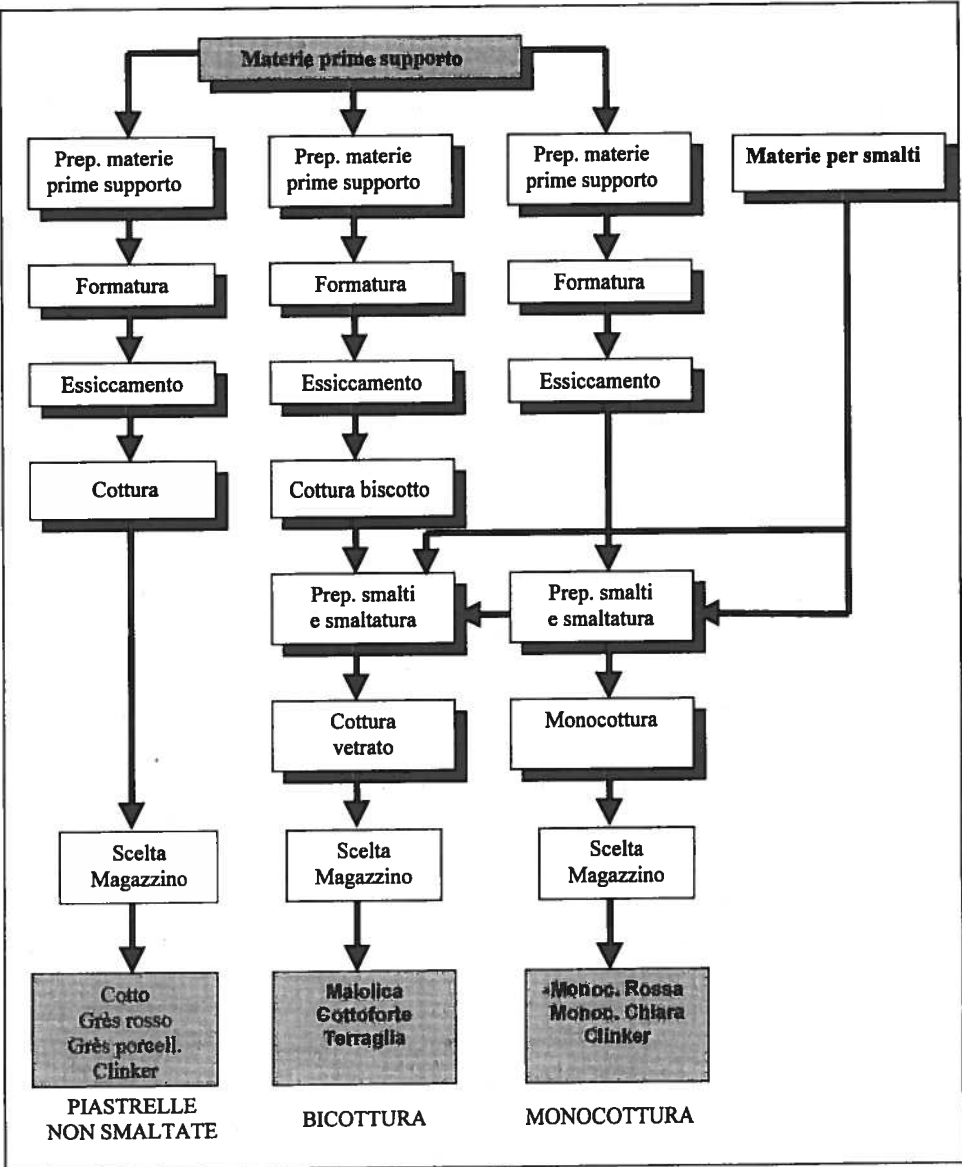 Materie prime supporto
Prep. materie
prime supporto
Prep. materie
prime supporto
Prep. materie
prime supporto
Materie per smalti
Formatura
Formatura
Formatura
Essiccamento
Essiccamento
Essiccamento
Cottura
Cottura biscotto
Prep. smalti
e smaltatura
Prep. smalti
e smaltatura
Cottura
vetrato
Monocottura
Scelta
Magazzino
Scelta
Magazzino
Scelta
Magazzino
Cotto
Grès rosso
Grès porcell.
Clinker
Maiolica
Cottoforte
Terraglia
Monoc. Rossa
Monoc. Chiara
Clinker
PIASTRELLE
NON SMALTATE
BICOTTURA
MONOCOTTURA